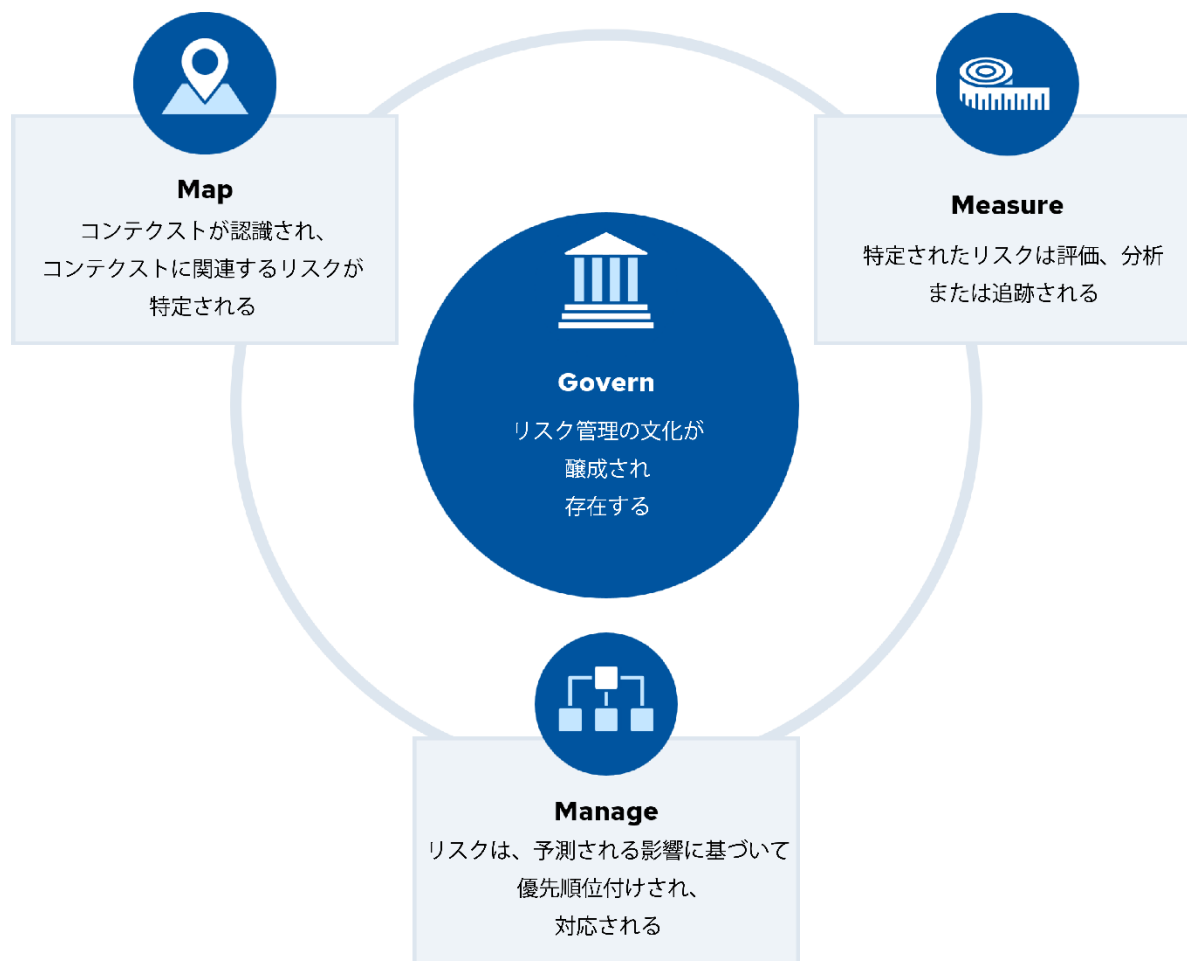 Map
コンテクストが認識され、
コンテクストに関連するリスクが
特定される
Measure
特定されたリスクは評価、分析
または追跡される
Govern
リスク管理の文化が
醸成され
存在する
Manage
リスクは、予測される影響に基づいて
優先順位付けされ、
対応される